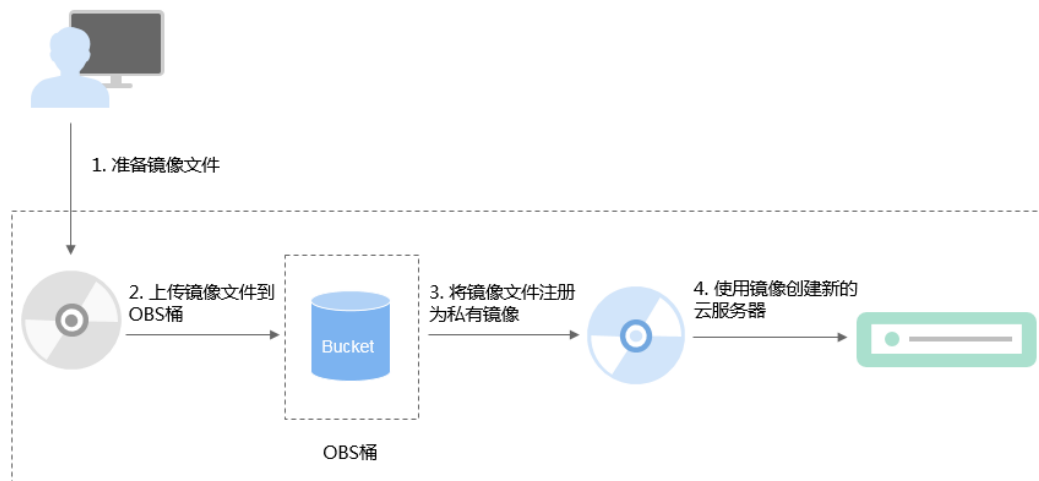 1. 准备镜像文件
2. 上传镜像文件到
OBS桶
Bucket
OBS桶
3. 将镜像文件注册
为私有镜像
4. 使用镜像创建新的
云服务器